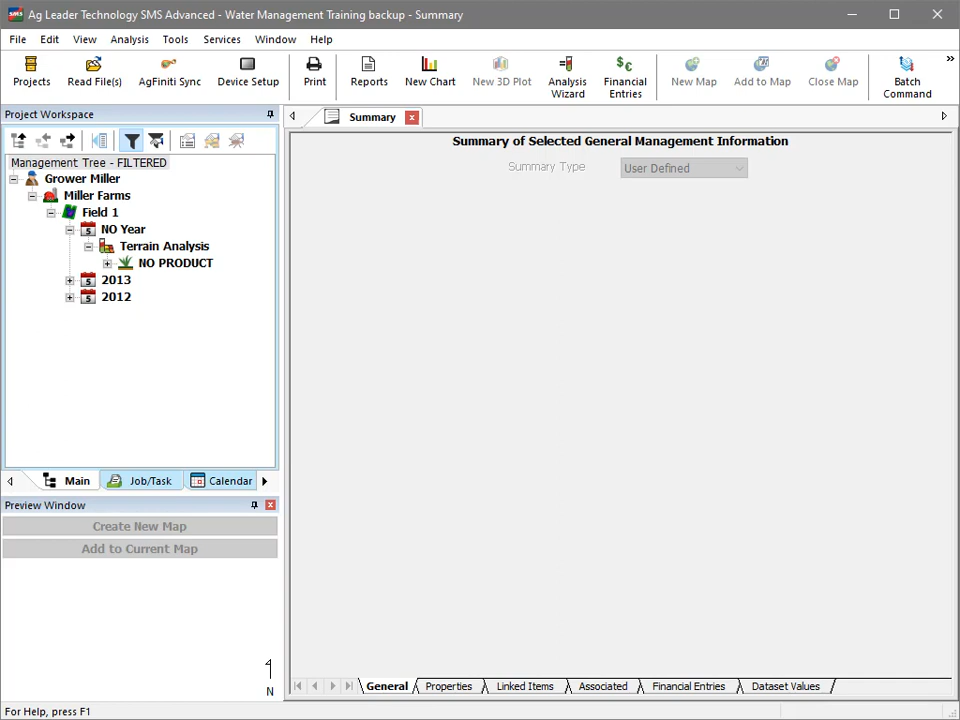 Ag Leader Technology SMS Advanced - Water Management Training backup - Summary
File Edit View Analysis Tools Services Window Help
Projects Read File(s) AgFiniti Sync Device Setup Print Reports New Chart New 3D Plot Analysis Wizard Financial Entries New Map Add to Map Close Map Batch Command
Project Workspace
Summary
Summary of Selected General Management Information
Summary Type User Defined
Management Tree - FILTERED
Grower Miller
Miller Farms
Field 1
NO Year
Terrain Analysis
NO PRODUCT
2013
2012
Main Job/Task Calendar
Preview Window
Create New Map
Add to Current Map
N
General Properties Linked Items Associated Financial Entries Dataset Values
For Help, press F1